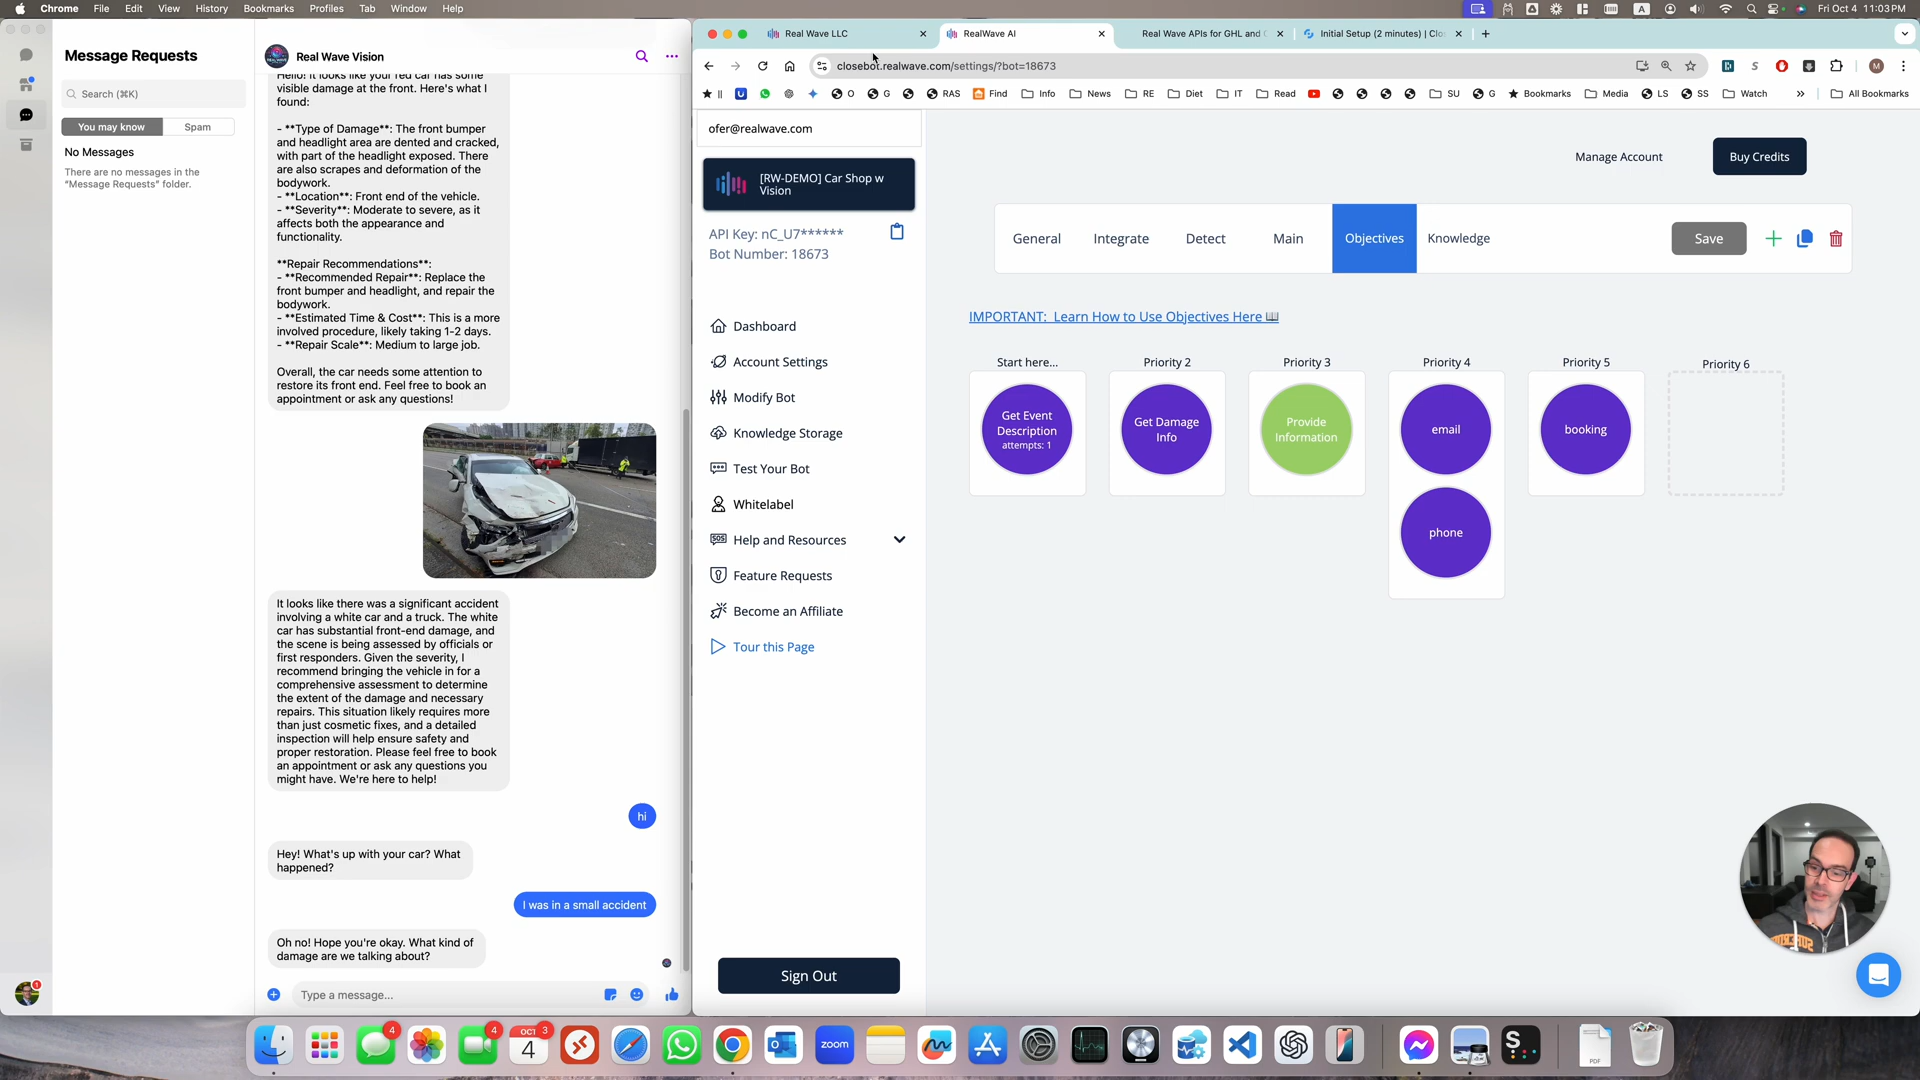 Chrome File Edit View History Bookmarks Profiles Tab Window Help
Fri Oct 4 11:03 PM
Message Requests
Search (⌘K)
You may know Spam
No Messages
There are no messages in the
"Message Requests" folder.
Real Wave Vision
Hello! It looks like your red car has some
visible damage at the front. Here's what I
found:
- **Type of Damage**: The front bumper
and headlight area are dented and cracked,
with part of the headlight exposed. There
are also scrapes and deformation of the
bodywork.
- **Location**: Front end of the vehicle.
- **Severity**: Moderate to severe, as it
affects both the appearance and
functionality.
**Repair Recommendations**:
- **Recommended Repair**: Replace the
front bumper and headlight, and repair the
bodywork.
- **Estimated Time & Cost**: This is a more
involved procedure, likely taking 1-2 days.
- **Repair Scale**: Medium to large job.
Overall, the car needs some attention to
restore its front end. Feel free to book an
appointment or ask any questions!
It looks like there was a significant accident
involving a white car and a truck. The white
car has substantial front-end damage, and
the scene is being assessed by officials or
first responders. Given the severity, I
recommend bringing the vehicle in for a
comprehensive assessment to determine
the extent of the damage and necessary
repairs. This situation likely requires more
than just cosmetic fixes, and a detailed
inspection will help ensure safety and
proper restoration. Please feel free to book
an appointment or ask any questions you
might have. We're here to help!
hi
Hey! What's up with your car? What
happened?
I was in a small accident
Oh no! Hope you're okay. What kind of
damage are we talking about?
Type a message...
Real Wave LLC
RealWave AI
Real Wave APIs for GHL and
Initial Setup (2 minutes) | Clo
closebot.realwave.com/settings/?bot=18673
O G RAS Find Info News RE Diet IT Read SU G Bookmarks Media LS SS Watch » All Bookmarks
ofer@realwave.com
[RW-DEMO] Car Shop w
Vision
API Key: nC_U7******
Bot Number: 18673
Dashboard
Account Settings
Modify Bot
Knowledge Storage
Test Your Bot
Whitelabel
Help and Resources
Feature Requests
Become an Affiliate
Tour this Page
Sign Out
Manage Account
Buy Credits
General Integrate Detect Main Objectives Knowledge Save
IMPORTANT: Learn How to Use Objectives Here
Start here... Priority 2 Priority 3 Priority 4 Priority 5 Priority 6
Get Event
Description
attempts: 1
Get Damage
Info
Provide
Information
email
phone
booking
4
4
OCT 3
4
zoom
PDF